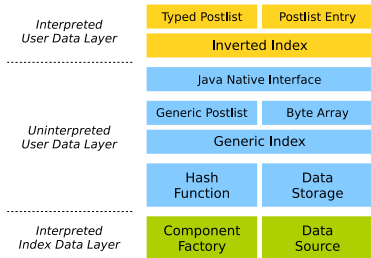 Interpreted
User Data Layer
Typed Postlist
Postlist Entry
Inverted Index
Uninterpreted
User Data Layer
Java Native Interface
Generic Postlist
Byte Array
Generic Index
Hash
Function
Data
Storage
Interpreted
Index Data Layer
Component
Factory
Data
Source